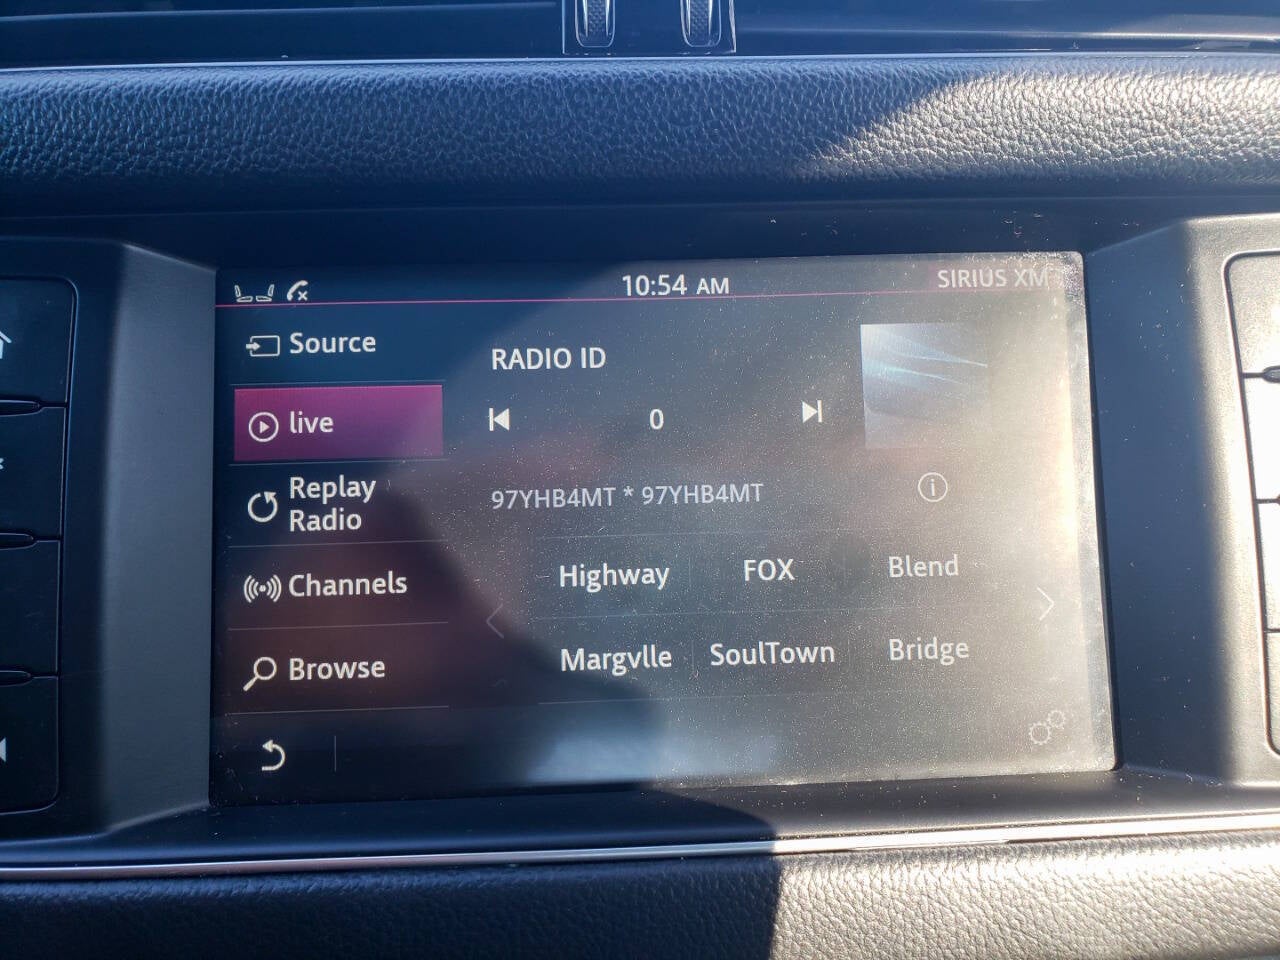 10:54 AM
SIRIUS XM
Source
RADIO ID
live
0
Replay
Radio
97YHB4MT * 97YHB4MT
Highway
FOX
Blend
Channels
Margvlle
SoulTown
Bridge
Browse